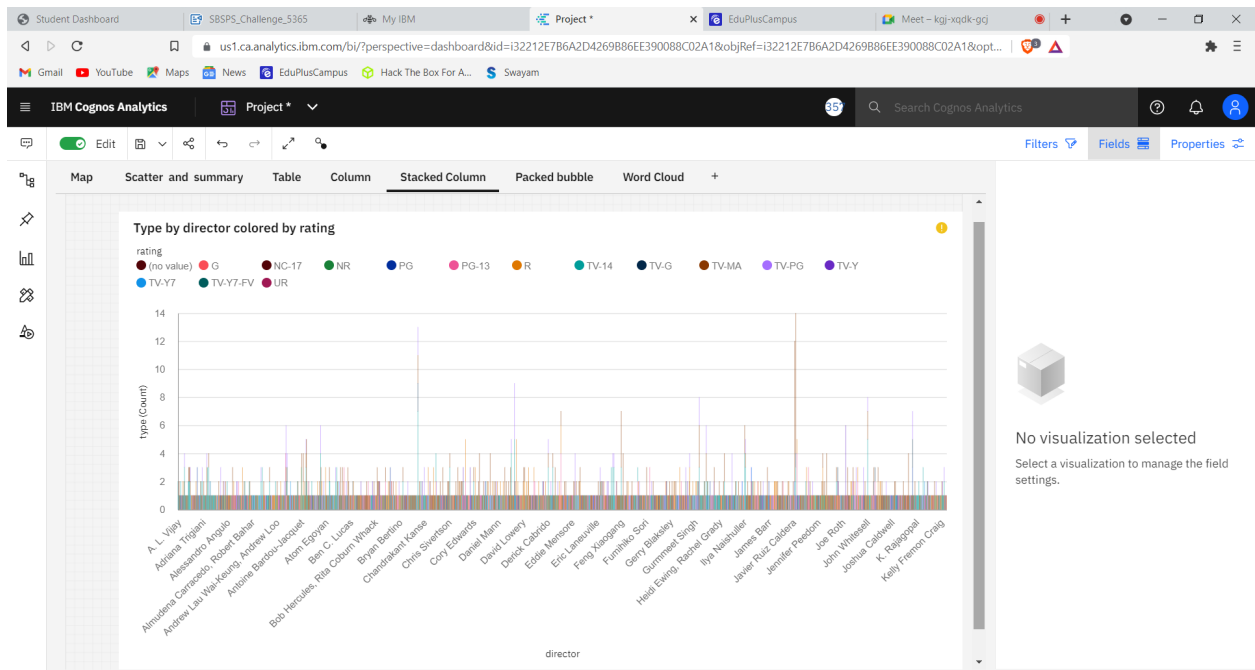 Student Dashboard SBSPS_Challenge_5365 My IBM Project * EduPlusCampus Meet – kgj-xqdk-gcj
us1.ca.analytics.ibm.com/bi/?perspective=dashboard&id=i32212E7B6A2D4269B86EE390088C02A1&objRef=i32212E7B6A2D4269B86EE390088C02A1&opt... 3
Gmail YouTube Maps News EduPlusCampus Hack The Box For A... Swayam
IBM Cognos Analytics Project * Search Cognos Analytics
Edit Filters Fields Properties
Map Scatter and summary Table Column Stacked Column Packed bubble Word Cloud +
Type by director colored by rating
rating
(no value) G NC-17 NR PG PG-13 R TV-14 TV-G TV-MA TV-PG TV-Y
TV-Y7 TV-Y7-FV UR
14
12
10
8
6
4
2
0
type (Count)
A. L. Vijay
Adriana Trigiani
Alessandro Angulo
Almudena Carracedo, Robert Bahar
Andrew Lau Wai-Keung, Andrew Loo
Antoine Bardou-Jacquet
Atom Egoyan
Ben C. Lucas
Bob Hercules, Rita Coburn Whack
Bryan Bertino
Chandrakant Kanse
Chris Sivertson
Cory Edwards
Daniel Mann
David Lowery
Derick Cabrido
Eddie Mensore
Eric Laneuville
Feng Xiaogang
Fumihiko Sori
Gerry Blaksley
Gurmmeet Singh
Heidi Ewing, Rachel Grady
Ilya Naishuller
James Barr
Javier Ruiz Caldera
Jennifer Peedom
Joe Roth
John Whitesell
Joshua Caldwell
K. Rajagopal
Kelly Fremon Craig
director
No visualization selected
Select a visualization to manage the field
settings.